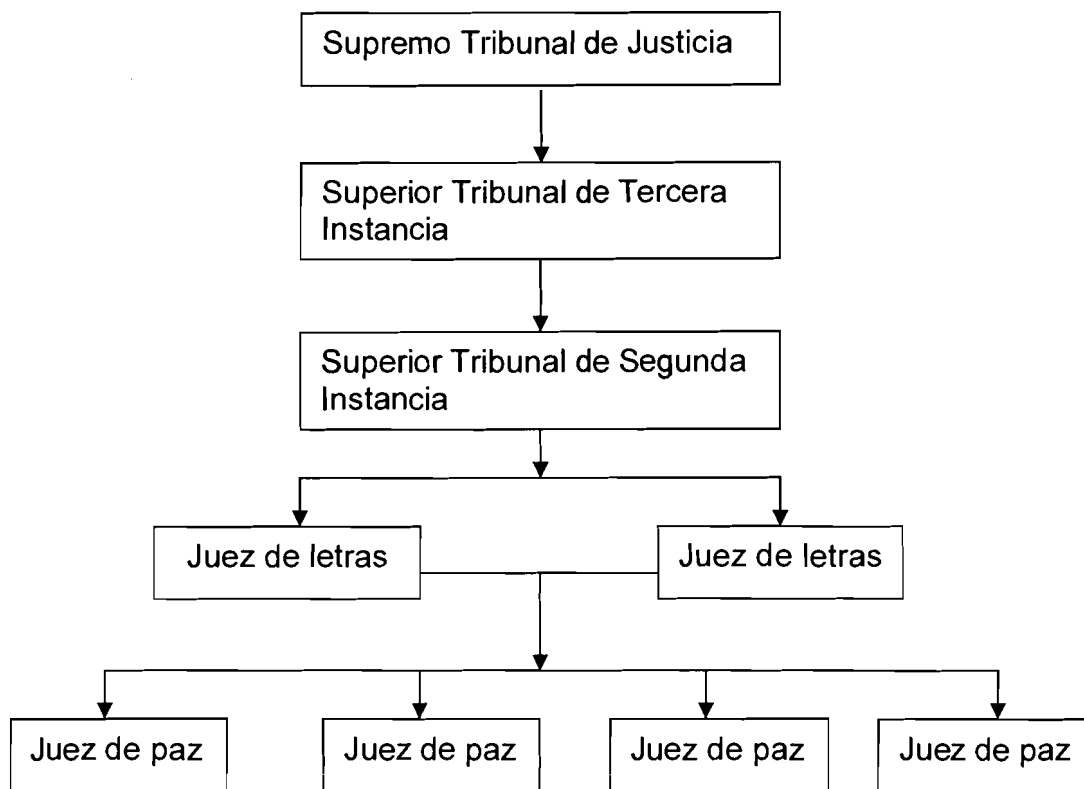 Supremo Tribunal de Justicia
Superior Tribunal de Tercera
Instancia
Superior Tribunal de Segunda
Instancia
Juez de letras
Juez de letras
Juez de paz
Juez de paz
Juez de paz
Juez de paz